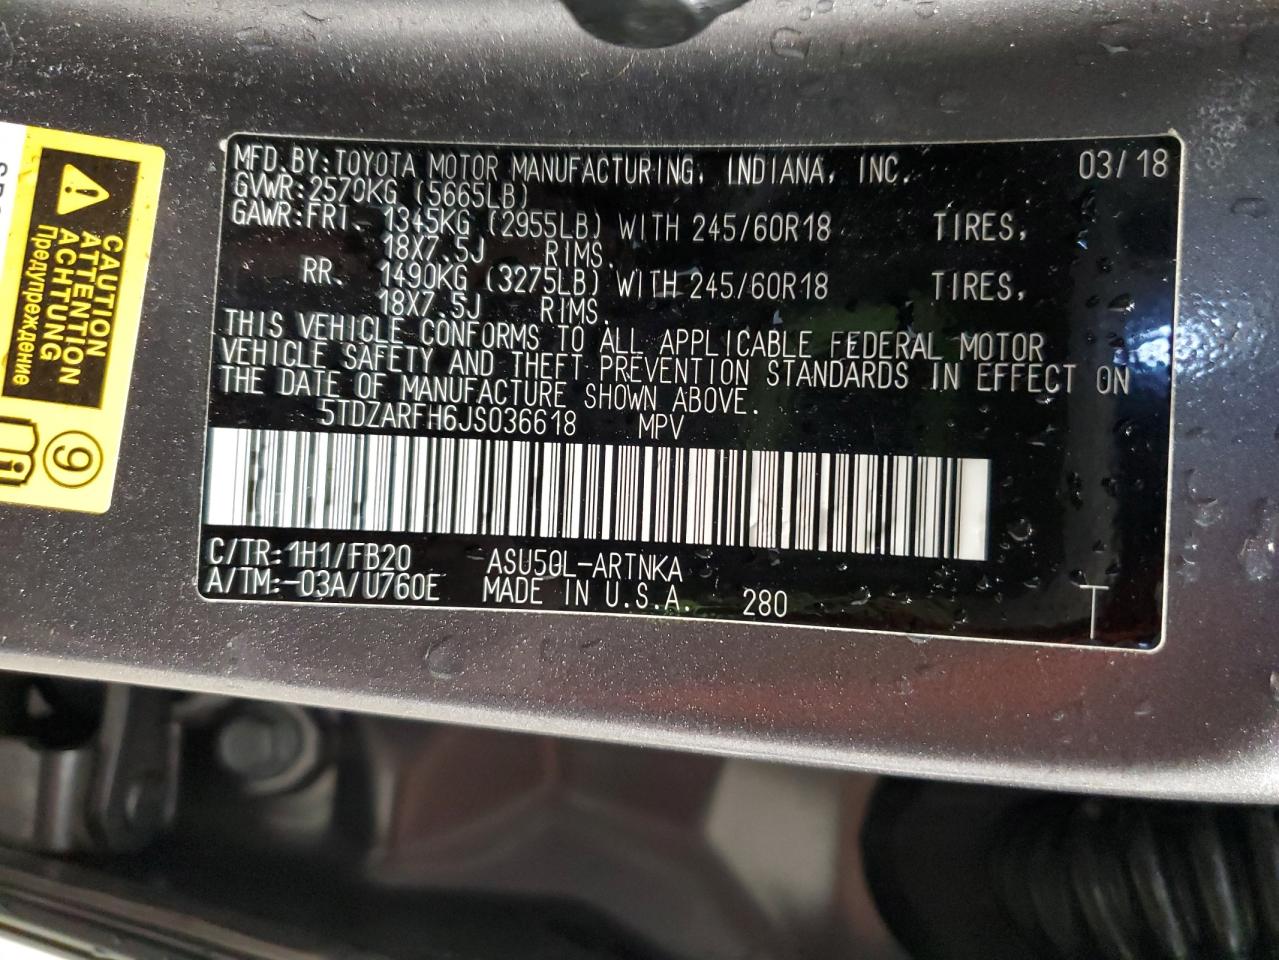 MFD. BY: TOYOTA MOTOR MANUFACTURING, INDIANA, INC. 03/18
GVWR: 2570KG (5665LB)
GAWR: FRT. 1345KG (2955LB) WITH 245/60R18 TIRES,
18X7.5J RIMS.
RR. 1490KG (3275LB) WITH 245/60R18 TIRES,
18X7.5J RIMS.
THIS VEHICLE CONFORMS TO ALL APPLICABLE FEDERAL MOTOR
VEHICLE SAFETY AND THEFT PREVENTION STANDARDS IN EFFECT ON
THE DATE OF MANUFACTURE SHOWN ABOVE.
5TDZARFH6JS036618 MPV
C/TR: 1H1/FB20 ASU50L-ARTNKA
A/TM: -03A/U760E MADE IN U.S.A. 280
CAUTION
ATTENTION
ACHTUNG
Предупреждение
9